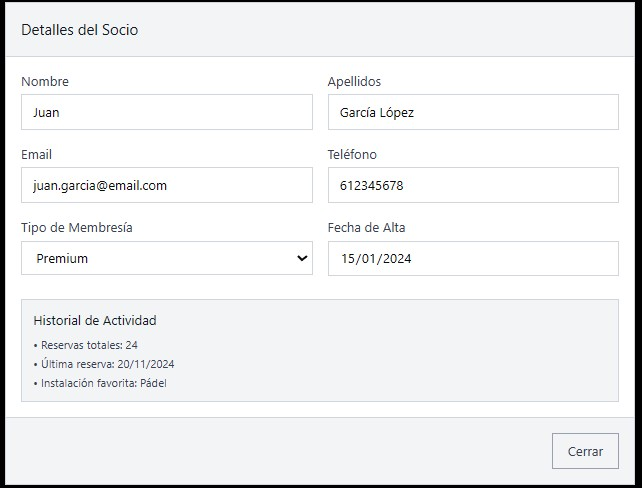 Detalles del Socio
Nombre
Apellidos
Juan
García López
Email
Teléfono
juan.garcia@email.com
612345678
Tipo de Membresía
Fecha de Alta
Premium
15/01/2024
Historial de Actividad
• Reservas totales: 24
• Última reserva: 20/11/2024
• Instalación favorita: Pádel
Cerrar